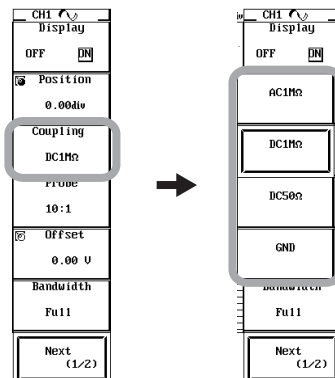 CH1
Display
OFF ON
Position
0.00div
Coupling
DC1MΩ
Probe
10:1
Offset
0.00 V
Bandwidth
Full
Next
(1/2)
CH1
Display
OFF ON
AC1MΩ
DC1MΩ
DC50Ω
GND
Bandwidth
Full
Next
(1/2)